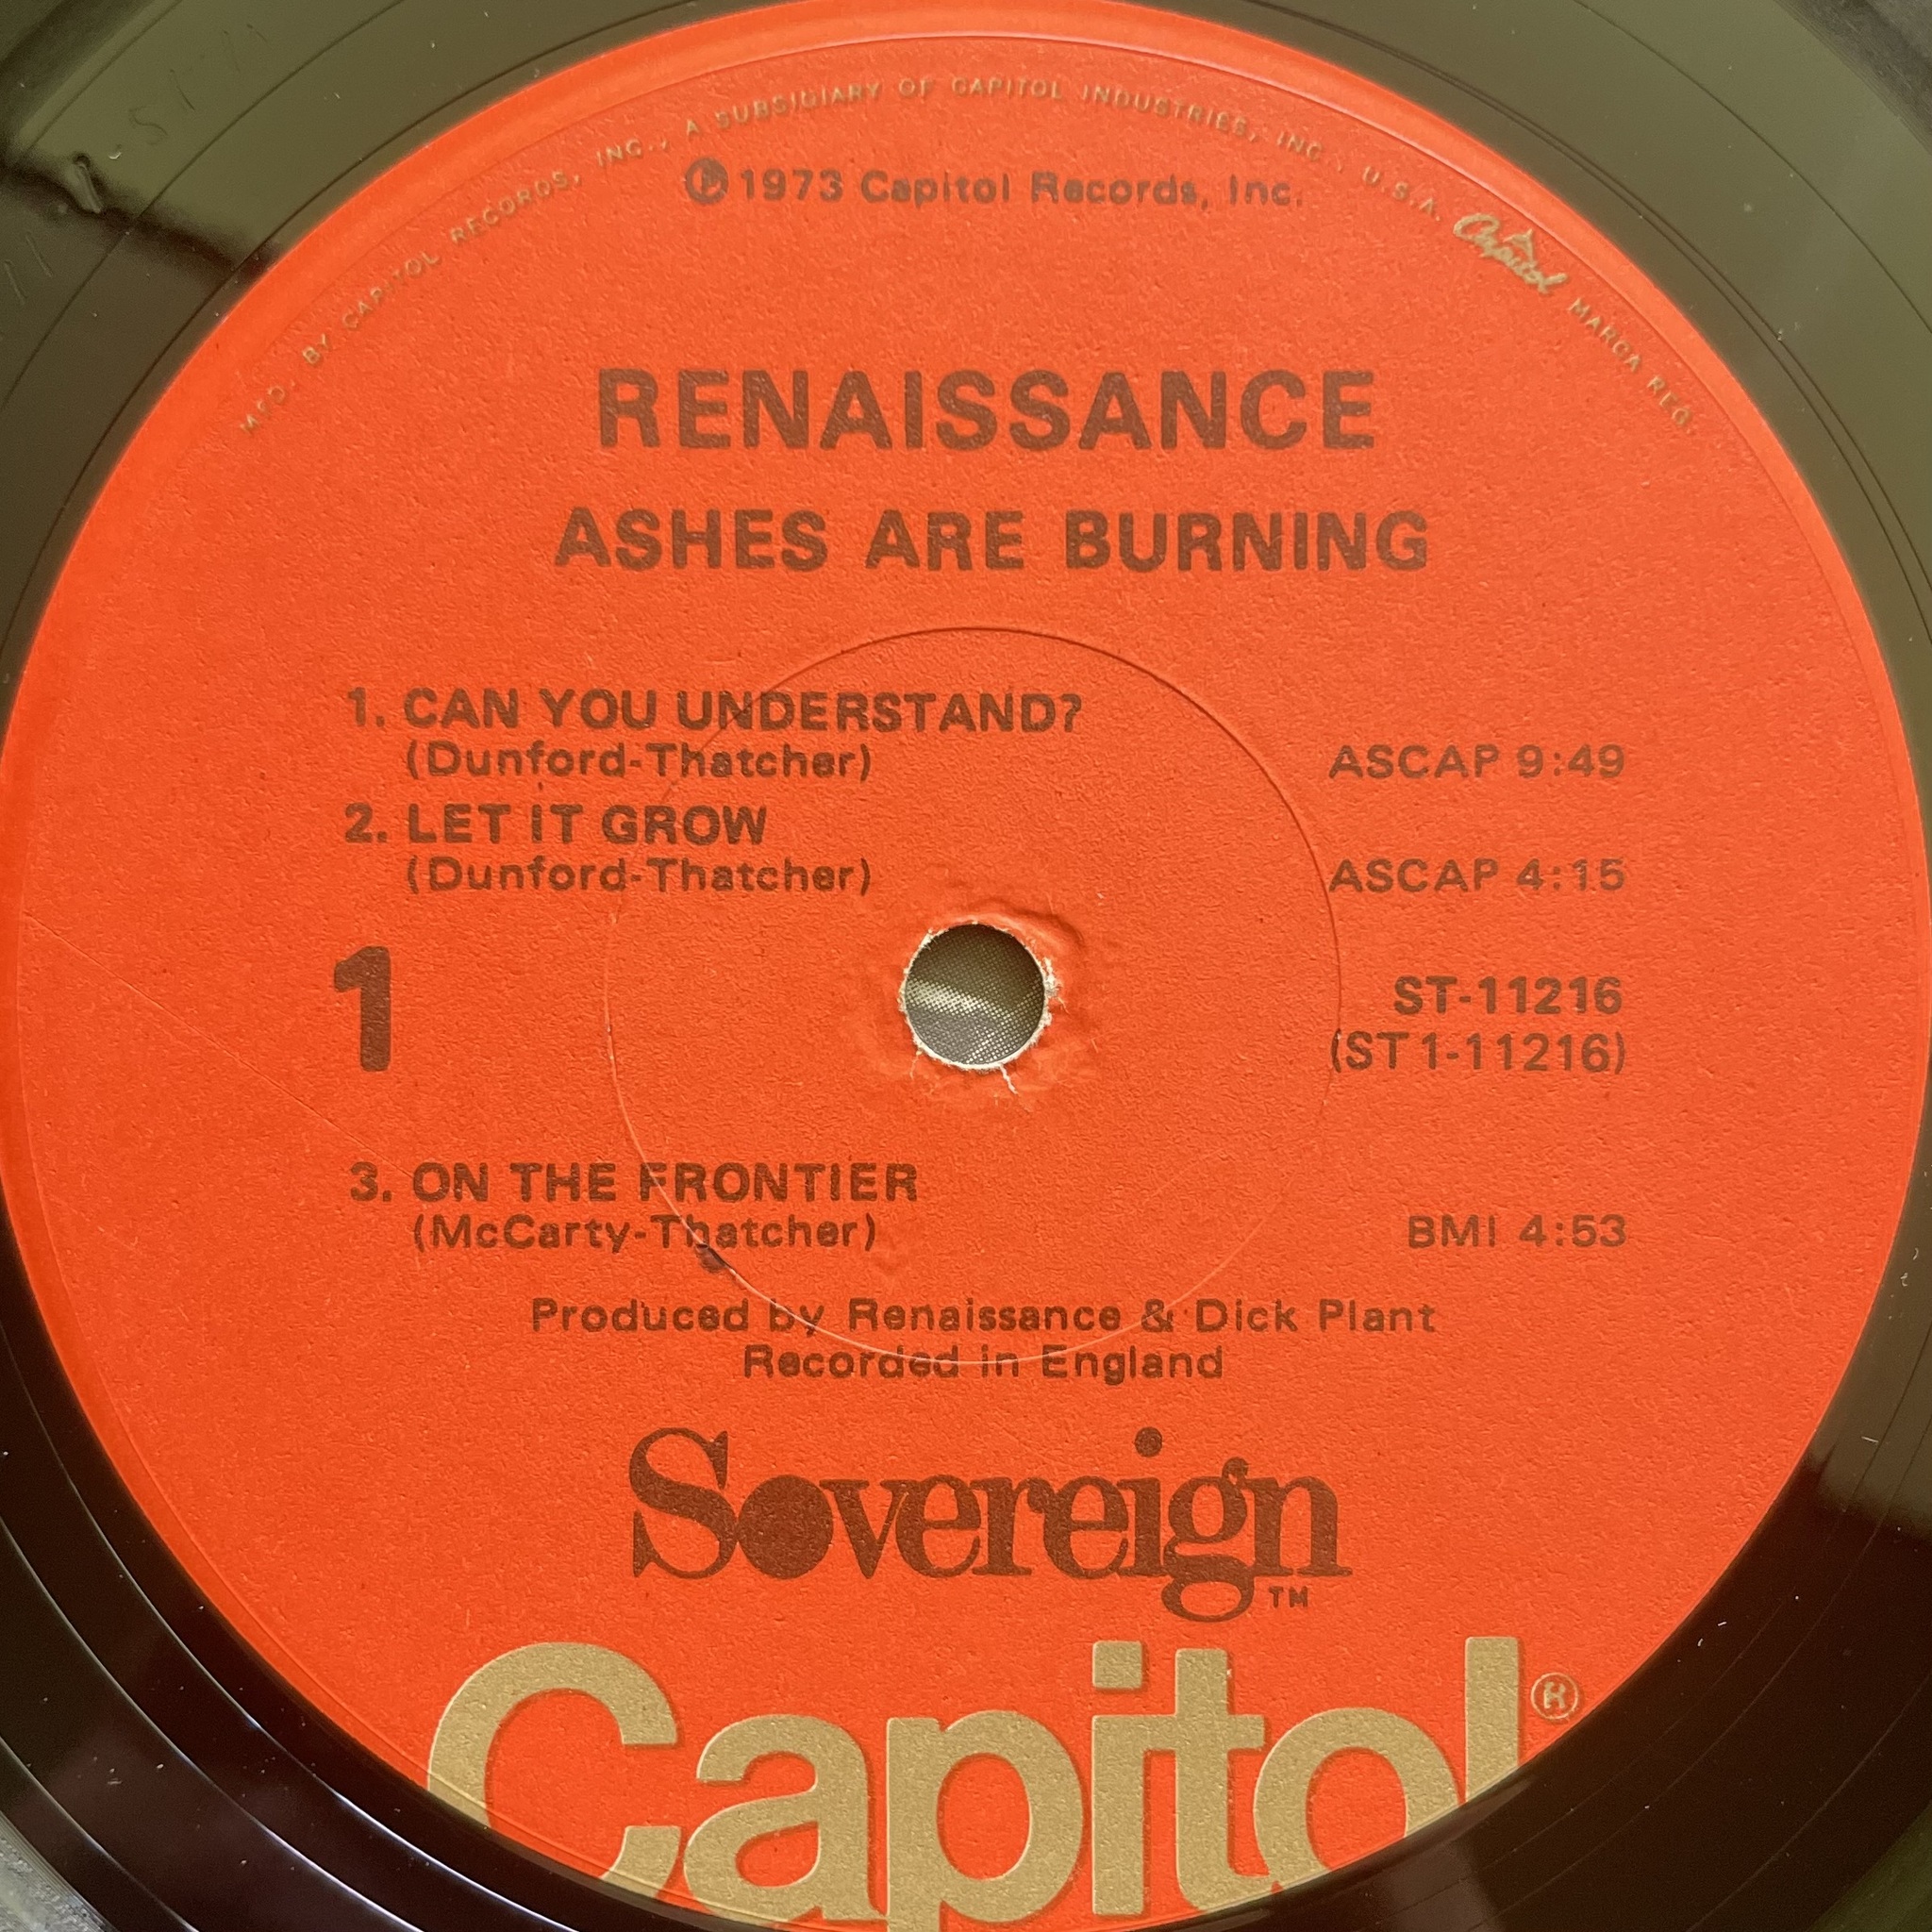 MFD. BY CAPITOL RECORDS, INC., A SUBSIDIARY OF CAPITOL INDUSTRIES, INC., U.S.A. Capitol MARCA REG.
℗ 1973 Capitol Records, Inc.
RENAISSANCE
ASHES ARE BURNING
1. CAN YOU UNDERSTAND?
(Dunford-Thatcher) ASCAP 9:49
2. LET IT GROW
(Dunford-Thatcher) ASCAP 4:15
1 ST-11216
(ST1-11216)
3. ON THE FRONTIER
(McCarty-Thatcher) BMI 4:53
Produced by Renaissance & Dick Plant
Recorded in England
Sovereign TM
Capitol ®